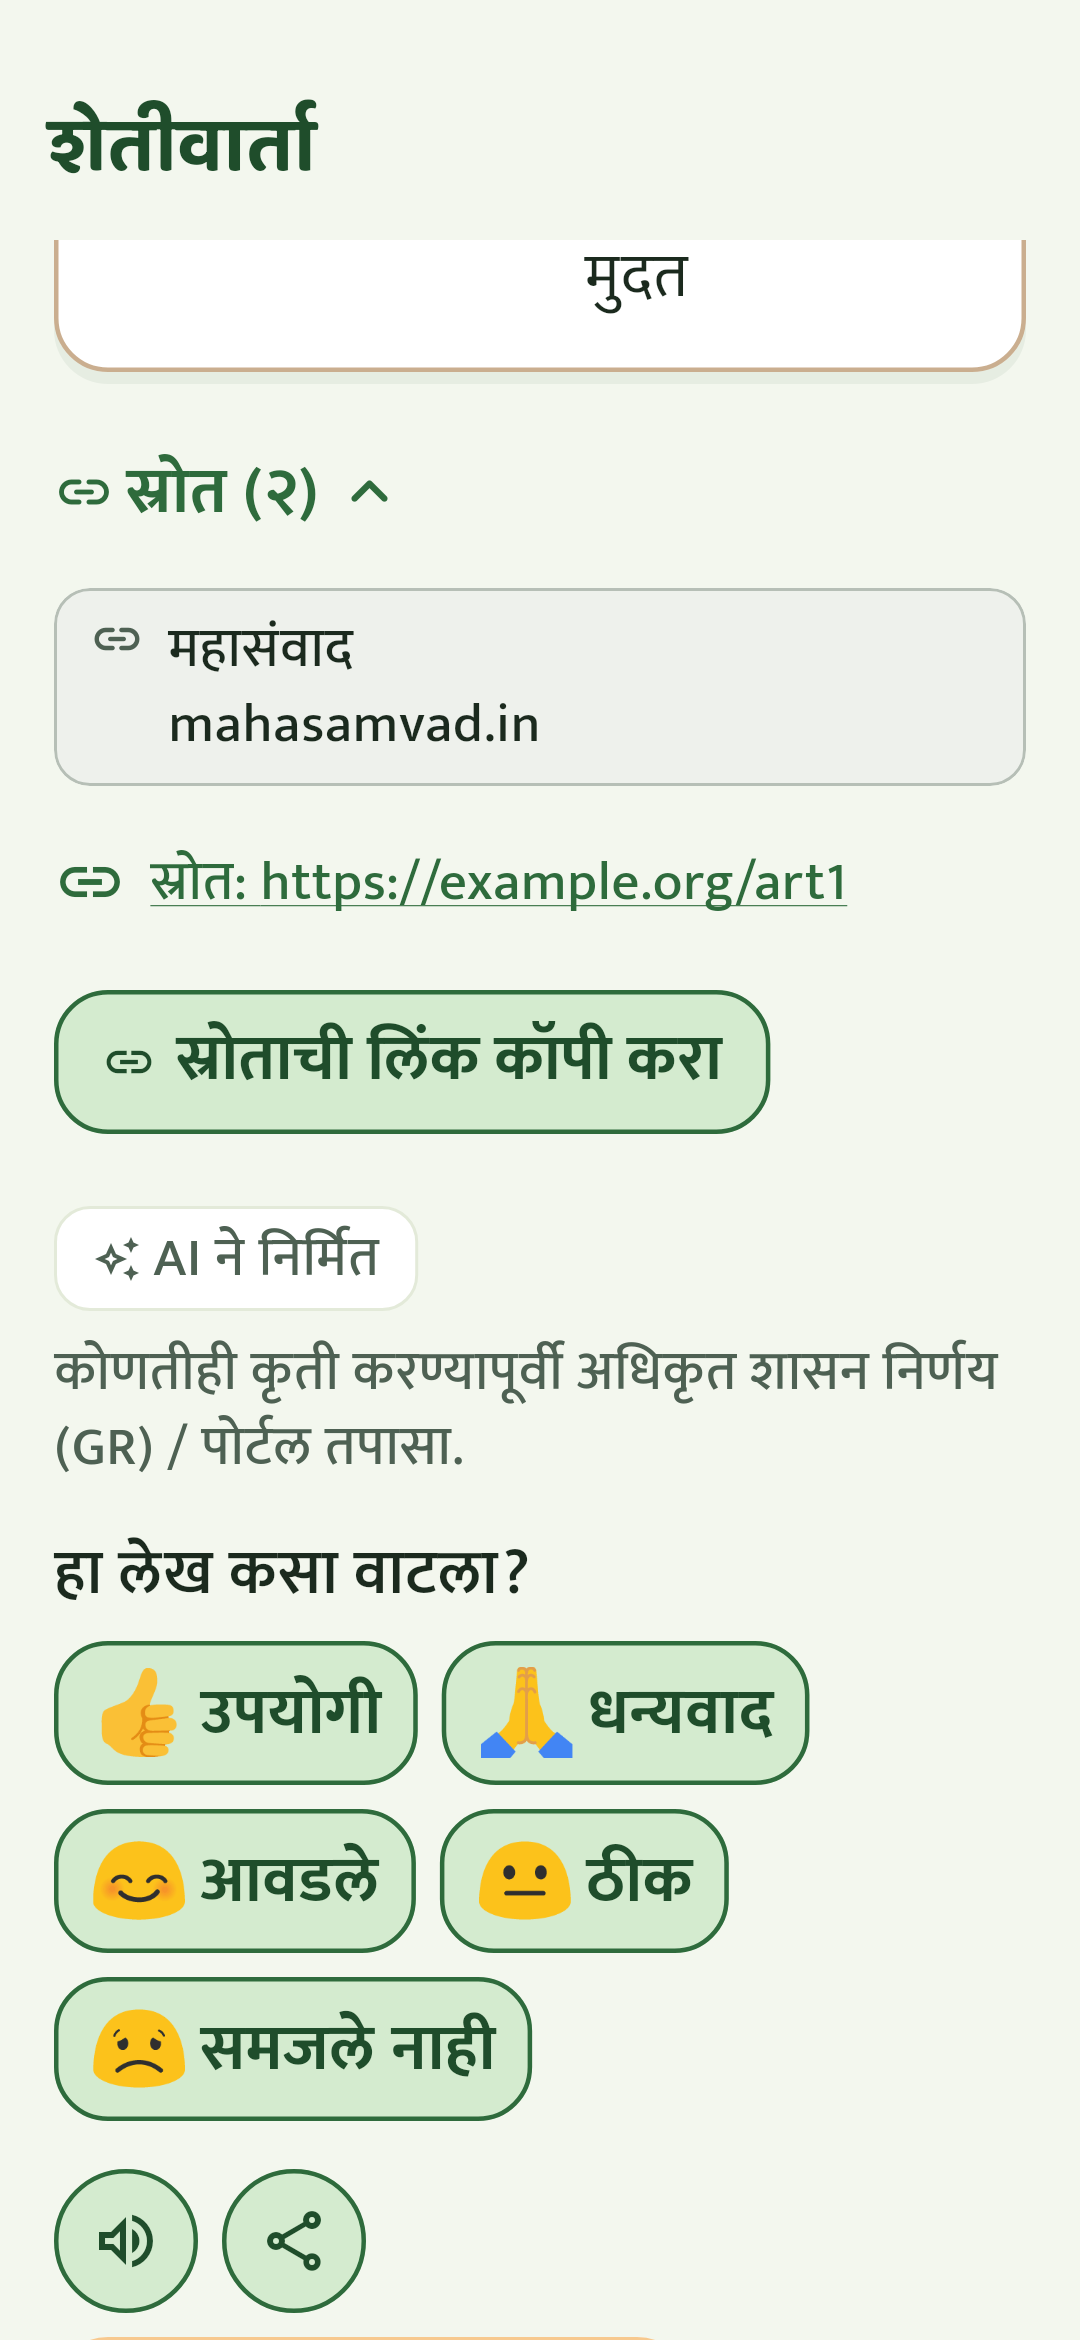 शेतीवार्ता
मुदत
स्रोत (२)
महासंवाद
mahasamvad.in
स्रोत: https://example.org/art1
स्रोताची लिंक कॉपी करा
AI ने निर्मित
कोणतीही कृती करण्यापूर्वी अधिकृत शासन निर्णय
(GR) / पोर्टल तपासा.
हा लेख कसा वाटला?
👍 उपयोगी
🙏 धन्यवाद
😊 आवडले
😐 ठीक
😟 समजले नाही